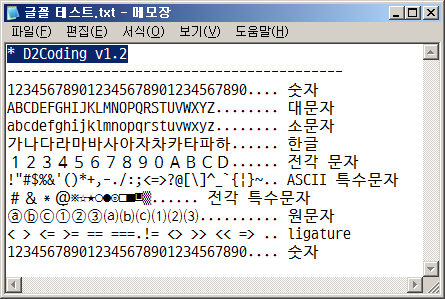 글꼴 테스트.txt - 메모장
파일(F) 편집(E) 서식(O) 보기(V) 도움말(H)
* D2Coding v1.2
------------------------------------------
123456789012345678901234567890.... 숫자
ABCDEFGHIJKLMNOPQRSTUVWXYZ........ 대문자
abcdefghijklmnopqrstuvwxyz........ 소문자
가나다라마바사아자차카타파하...... 한글
１２３４５６７８９０ＡＢＣＤ...... 전각 문자
!"#$%&'()*+,-./:;<=>?@[\]^_`{¦}~.. ASCII 특수문자
＃＆＊＠※☆★○●◎□■▣▒...... 전각 특수문자
ⓐⓑⓒ①②③⒜⒝⒞⑴⑵⑶.......... 원문자
< > <= >= == ===.!= <> >> << => .. ligature
123456789012345678901234567890.... 숫자